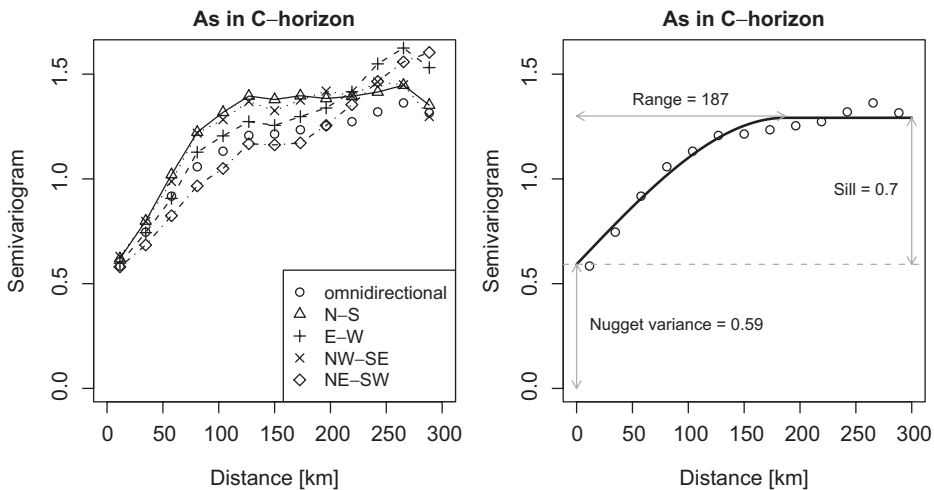 As in C–horizon
Semivariogram
0.0
0.5
1.0
1.5
0 50 100 150 200 250 300
Distance [km]
omnidirectional
N–S
E–W
NW–SE
NE–SW
As in C–horizon
Semivariogram
0.0
0.5
1.0
1.5
0 50 100 150 200 250 300
Distance [km]
Range = 187
Sill = 0.7
Nugget variance = 0.59